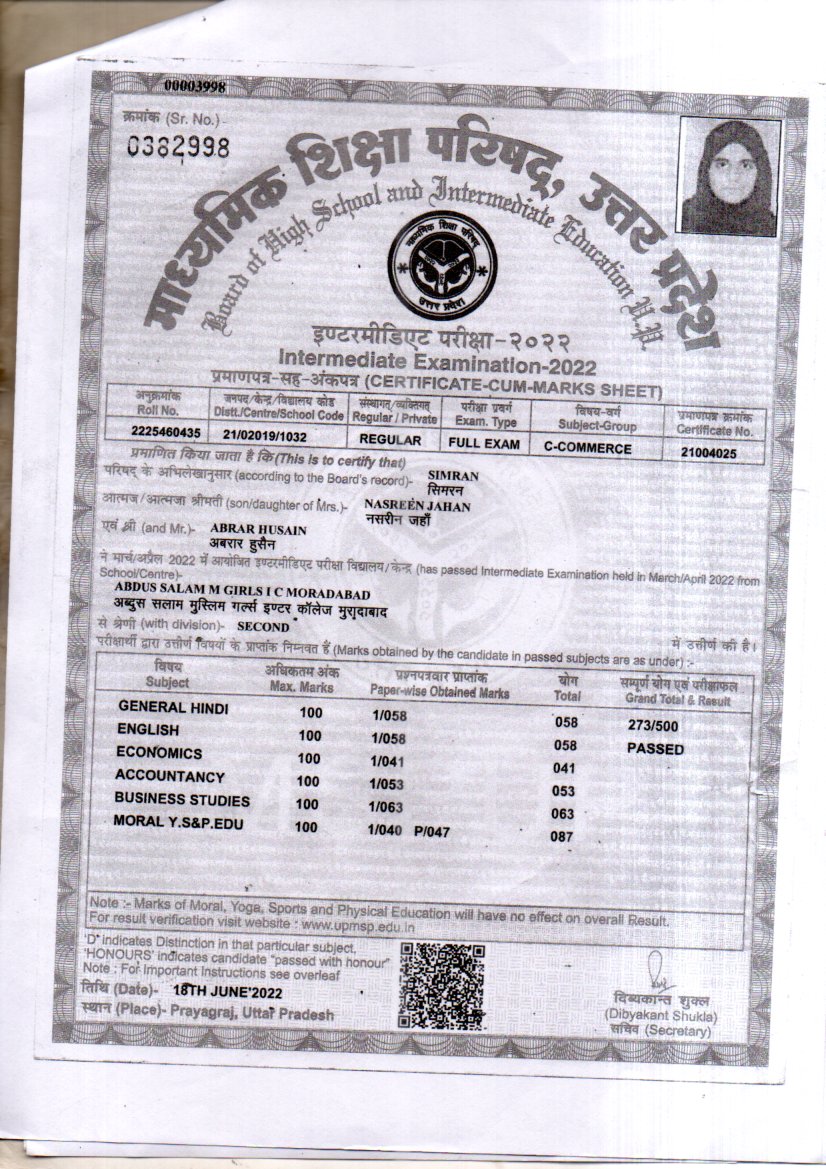 00003998
क्रमांक (Sr. No.) -
0382998
माध्यमिक शिक्षा परिषद्, उत्तर प्रदेश
Board of High School and Intermediate Education U.P.
माध्यमिक शिक्षा परिषद्
उत्तर प्रदेश
इण्टरमीडिएट परीक्षा-२०२२
Intermediate Examination-2022
प्रमाणपत्र-सह-अंकपत्र (CERTIFICATE-CUM-MARKS SHEET)
अनुक्रमांक जनपद/केन्द्र/विद्यालय कोड संस्थागत/व्यक्तिगत परीक्षा प्रवर्ग विषय-वर्ग प्रमाणपत्र क्रमांक
Roll No. Distt./Centre/School Code Regular / Private Exam. Type Subject-Group Certificate No.
2225460435 21/02019/1032 REGULAR FULL EXAM C-COMMERCE 21004025
प्रमाणित किया जाता है कि (This is to certify that)
परिषद् के अभिलेखानुसार (according to the Board's record)- SIMRAN
सिमरन
आत्मज/आत्मजा श्रीमती (son/daughter of Mrs.)- NASREEN JAHAN
नसरीन जहाँ
एवं श्री (and Mr.)- ABRAR HUSAIN
अबरार हुसैन
ने मार्च/अप्रैल 2022 में आयोजित इण्टरमीडिएट परीक्षा विद्यालय/केन्द्र (has passed Intermediate Examination held in March/April 2022 from
School/Centre)-
ABDUS SALAM M GIRLS I C MORADABAD
अब्दुस सलाम मुस्लिम गर्ल्स इण्टर कॉलेज मुरादाबाद
से श्रेणी (with division)- SECOND में उत्तीर्ण की है।
परीक्षार्थी द्वारा उत्तीर्ण विषयों के प्राप्तांक निम्नवत हैं (Marks obtained by the candidate in passed subjects are as under) :-
विषय अधिकतम अंक प्रश्नपत्रवार प्राप्तांक योग सम्पूर्ण योग एवं परीक्षाफल
Subject Max. Marks Paper-wise Obtained Marks Total Grand Total & Result
GENERAL HINDI 100 1/058 058 273/500
ENGLISH 100 1/058 058 PASSED
ECONOMICS 100 1/041 041
ACCOUNTANCY 100 1/053 053
BUSINESS STUDIES 100 1/063 063
MORAL Y.S&P.EDU 100 1/040 P/047 087
Note :- Marks of Moral, Yoga, Sports and Physical Education will have no effect on overall Result.
For result verification visit website : www.upmsp.edu.in
'D' indicates Distinction in that particular subject.
'HONOURS' indicates candidate "passed with honour"
Note : For Important Instructions see overleaf
तिथि (Date)- 18TH JUNE'2022
स्थान (Place)- Prayagraj, Uttar Pradesh
दिब्यकान्त शुक्ल
(Dibyakant Shukla)
सचिव (Secretary)